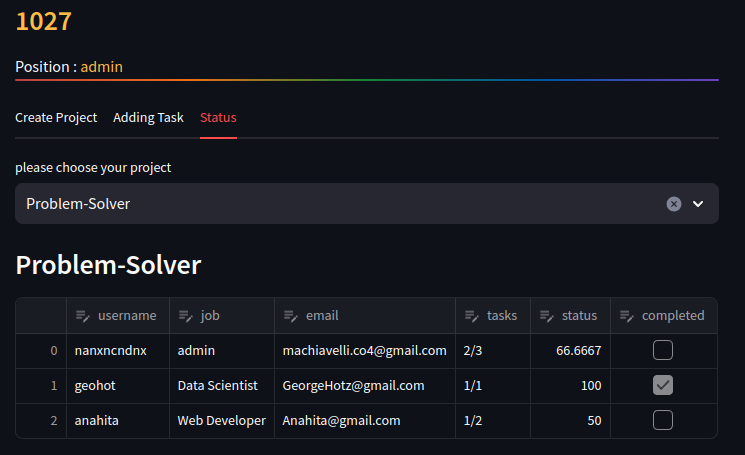 1027
Position : admin
Create Project Adding Task Status
please choose your project
Problem-Solver
Problem-Solver
username job email tasks status completed
0 nanxncndnx admin machiavelli.co4@gmail.com 2/3 66.6667
1 geohot Data Scientist GeorgeHotz@gmail.com 1/1 100
2 anahita Web Developer Anahita@gmail.com 1/2 50